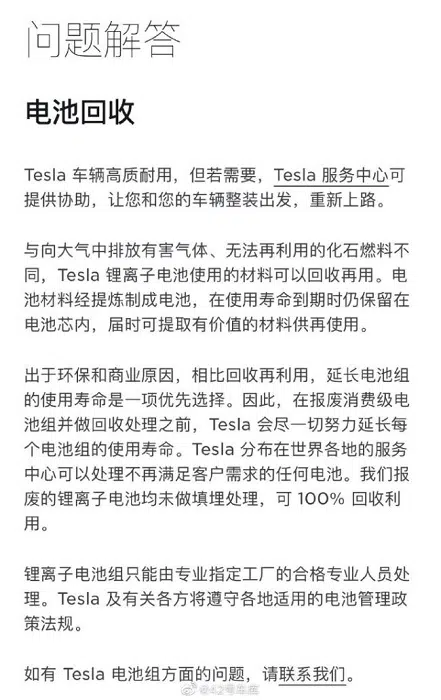 问题解答
电池回收
Tesla 车辆高质耐用，但若需要，Tesla 服务中心可
提供协助，让您和您的车辆整装出发，重新上路。
与向大气中排放有害气体、无法再利用的化石燃料不
同，Tesla 锂离子电池使用的材料可以回收再用。电
池材料经提炼制成电池，在使用寿命到期时仍保留在
电池芯内，届时可提取有价值的材料供再使用。
出于环保和商业原因，相比回收再利用，延长电池组
的使用寿命是一项优先选择。因此，在报废消费级电
池组并做回收处理之前，Tesla 会尽一切努力延长每
个电池组的使用寿命。Tesla 分布在世界各地的服务
中心可以处理不再满足客户需求的任何电池。我们报
废的锂离子电池均未做填埋处理，可 100% 回收利
用。
锂离子电池组只能由专业指定工厂的合格专业人员处
理。Tesla 及有关各方将遵守各地适用的电池管理政
策法规。
如有 Tesla 电池组方面的问题，请联系我们。
@42号车库